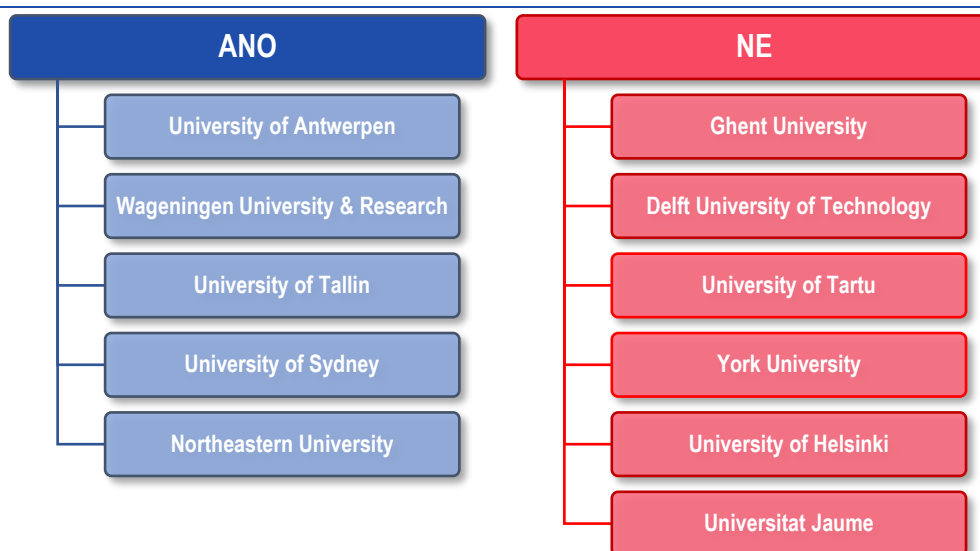 ANO
University of Antwerpen
Wageningen University & Research
University of Tallin
University of Sydney
Northeastern University
NE
Ghent University
Delft University of Technology
University of Tartu
York University
University of Helsinki
Universitat Jaume